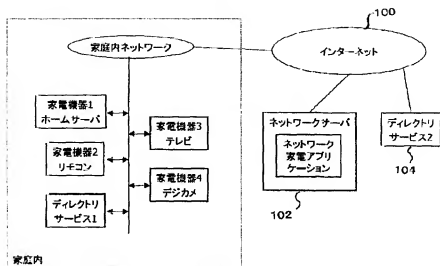 100
家庭内ネットワーク
インターネット
家電機器1
ホームサーバ
家電機器3
テレビ
家電機器2
リモコン
家電機器4
デジカメ
ディレクトリ
サービス1
家庭内
ネットワークサーバ
ネットワーク
家電アプリ
ケーション
102
ディレクトリ
サービス2
104